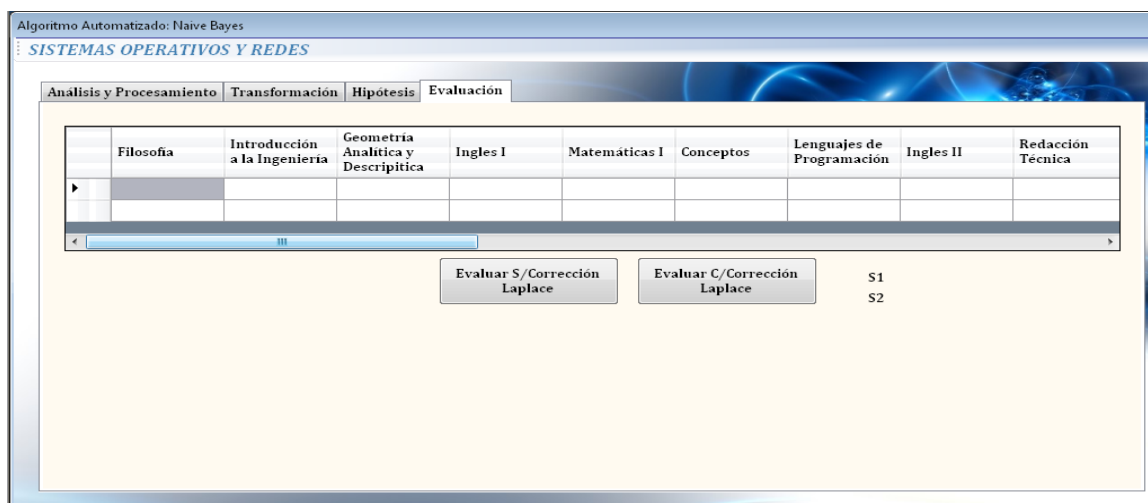 Algoritmo Automatizado: Naive Bayes
SISTEMAS OPERATIVOS Y REDES
Análisis y Procesamiento Transformación Hipótesis Evaluación
Filosofía
Introducción
a la Ingeniería
Geometría
Analítica y
Descripitica
Ingles I
Matemáticas I
Conceptos
Lenguajes de
Programación
Ingles II
Redacción
Técnica
Evaluar S/Corrección
Laplace
Evaluar C/Corrección
Laplace
S1
S2